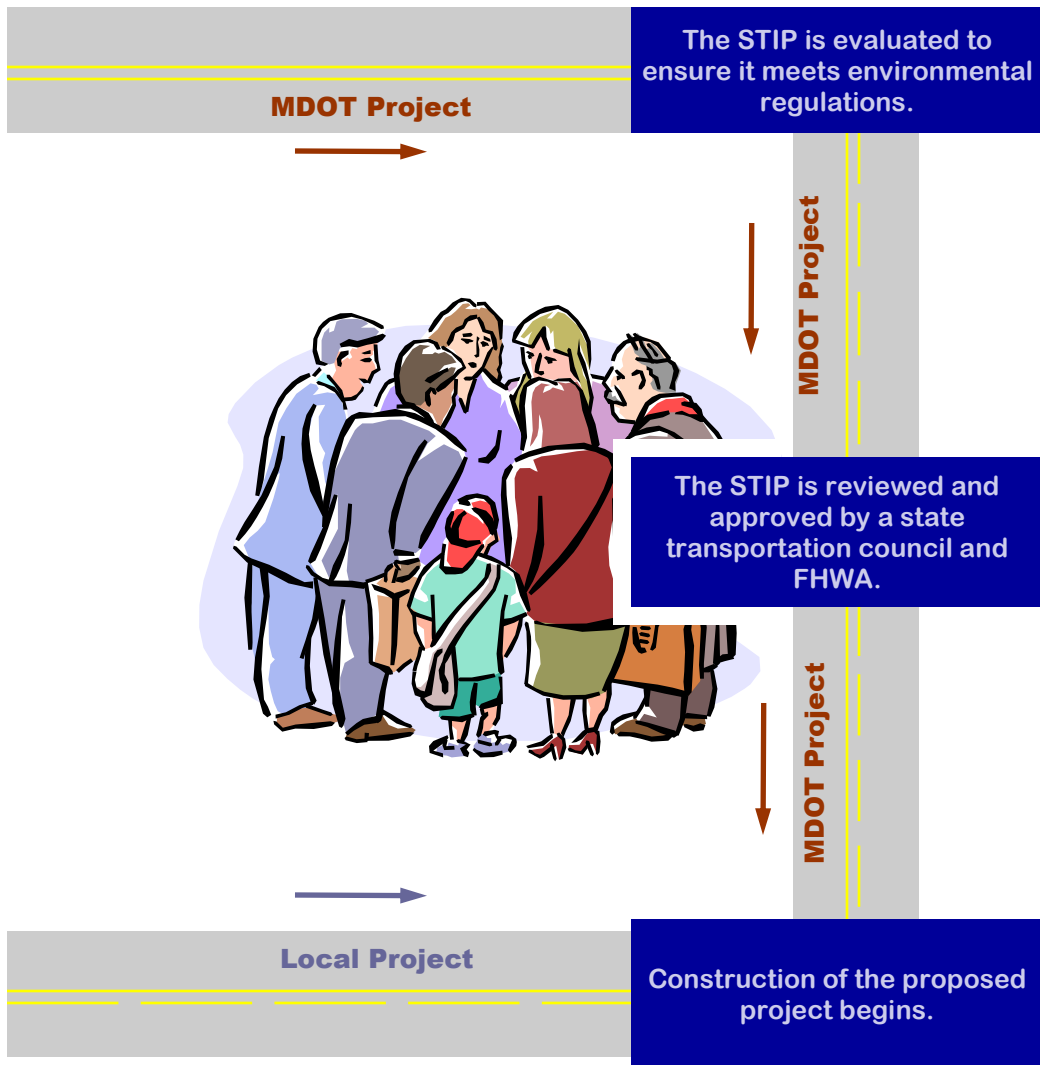 The STIP is evaluated to
ensure it meets environmental
regulations.
MDOT Project
MDOT Project
The STIP is reviewed and
approved by a state
transportation council and
FHWA.
MDOT Project
Local Project
Construction of the proposed
project begins.